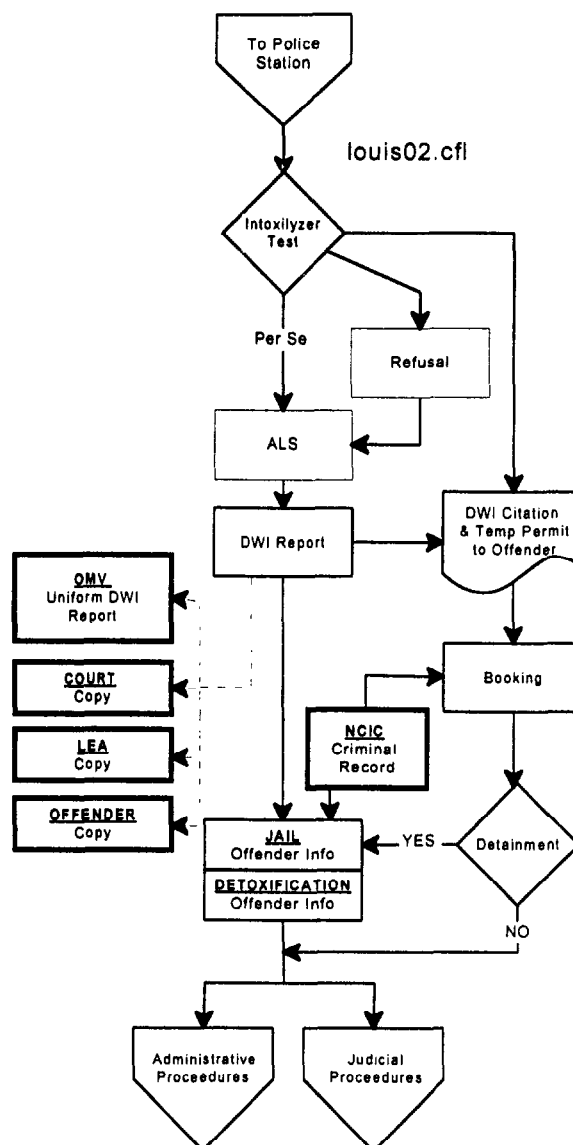 To Police
Station
louis02.cfl
Intoxilyzer
Test
Per Se
Refusal
ALS
DWI Report
DWI Citation
& Temp Permit
to Offender
OMV
Uniform DWI
Report
COURT
Copy
LEA
Copy
OFFENDER
Copy
Booking
NCIC
Criminal
Record
JAIL
Offender Info
DETOXIFICATION
Offender Info
YES
Detainment
NO
Administrative
Proceedures
Judicial
Proceedures